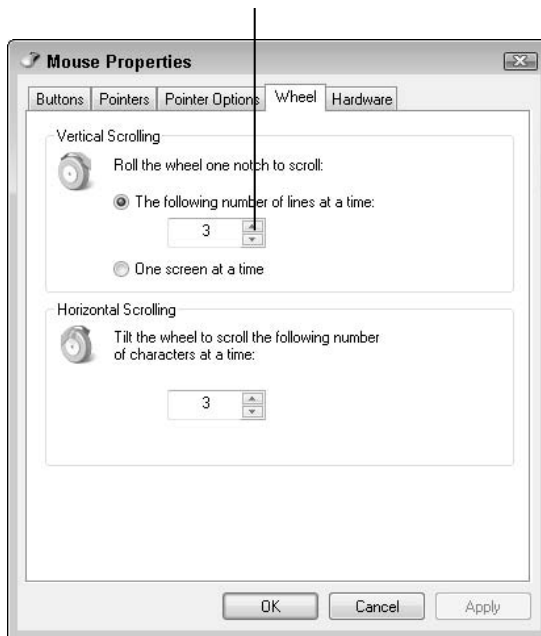 Mouse Properties
Buttons Pointers Pointer Options Wheel Hardware
Vertical Scrolling
Roll the wheel one notch to scroll:
The following number of lines at a time:
3
One screen at a time
Horizontal Scrolling
Tilt the wheel to scroll the following number
of characters at a time:
3
OK Cancel Apply